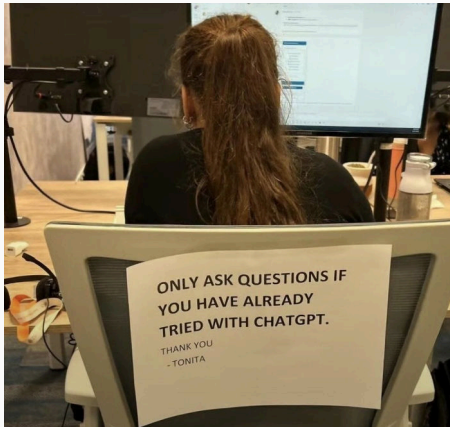 ONLY ASK QUESTIONS IF
YOU HAVE ALREADY
TRIED WITH CHATGPT.
THANK YOU
- TONITA